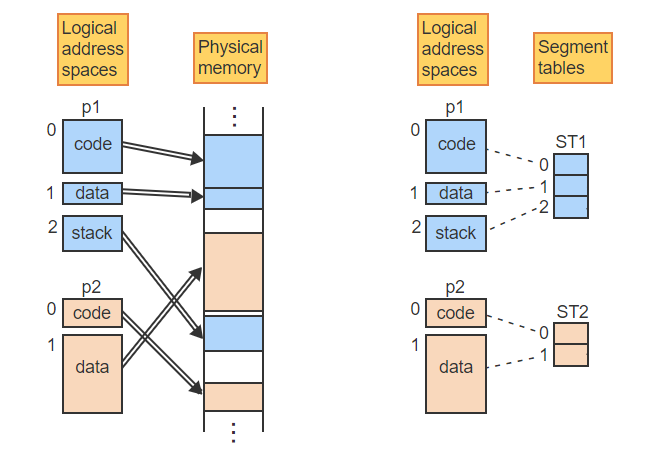 Logical
address
spaces
Physical
memory
p1
0
code
1
data
2
stack
p2
0
code
1
data
Logical
address
spaces
Segment
tables
p1
0
code
1
data
2
stack
ST1
0
1
2
p2
0
code
1
data
ST2
0
1